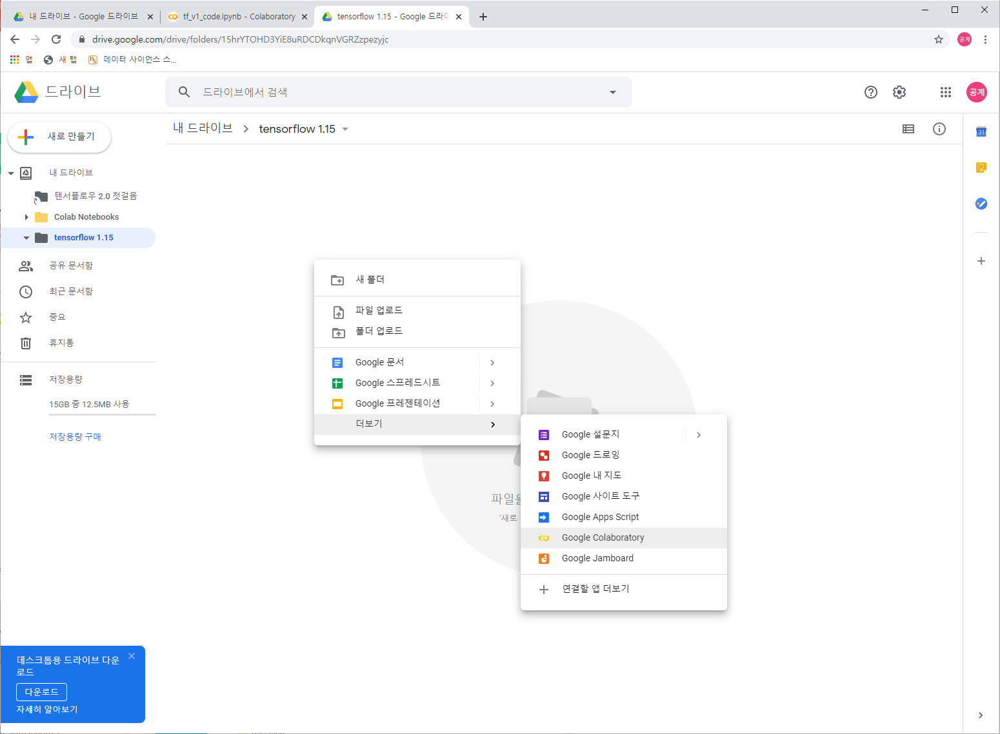 내 드라이브 - Google 드라이브
tf_v1_code.ipynb - Colaboratory
tensorflow 1.15 - Google 드라이
drive.google.com/drive/folders/15hrYTOHD3YiE8uRDCDkqnVGRZzpezyjc
공계
앱
새 탭
데이터 사이언스 스...
드라이브
드라이브에서 검색
공계
새로 만들기
내 드라이브
tensorflow 1.15
31
내 드라이브
텐서플로우 2.0 첫걸음
Colab Notebooks
tensorflow 1.15
공유 문서함
최근 문서함
중요
휴지통
저장용량
15GB 중 12.5MB 사용
저장용량 구매
새 폴더
파일 업로드
폴더 업로드
Google 문서
Google 스프레드시트
Google 프레젠테이션
더보기
Google 설문지
Google 드로잉
Google 내 지도
Google 사이트 도구
Google Apps Script
Google Colaboratory
Google Jamboard
연결할 앱 더보기
파일을
'새로
데스크톱용 드라이브 다운
로드
다운로드
자세히 알아보기